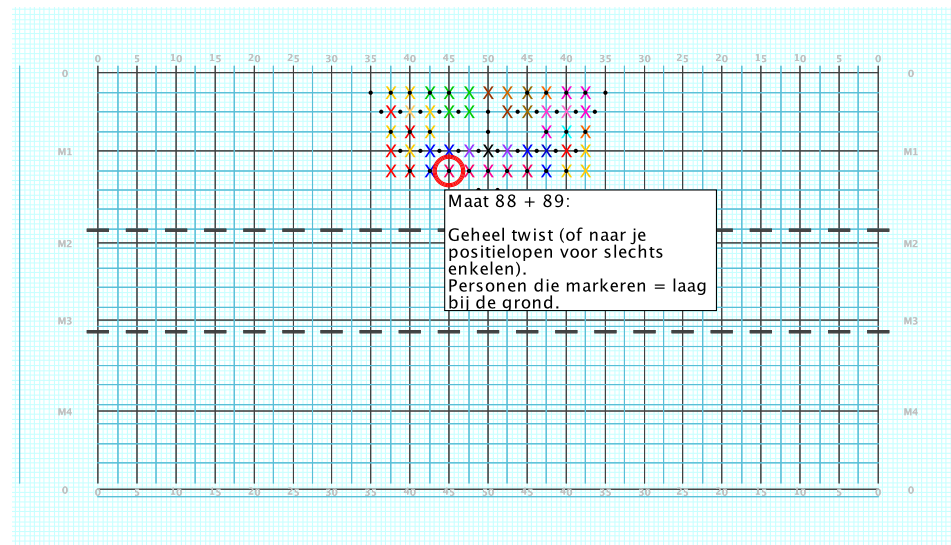 0 5 10 15 20 25 30 35 40 45 50 45 40 35 30 25 20 15 10 5 0
0 0
M1 M1
Maat 88 + 89:
Geheel twist (of naar je
positielopen voor slechts
enkelen).
Personen die markeren = laag
bij de grond.
M2 M2
M3 M3
M4 M4
0 0
0 5 10 15 20 25 30 35 40 45 50 45 40 35 30 25 20 15 10 5 0